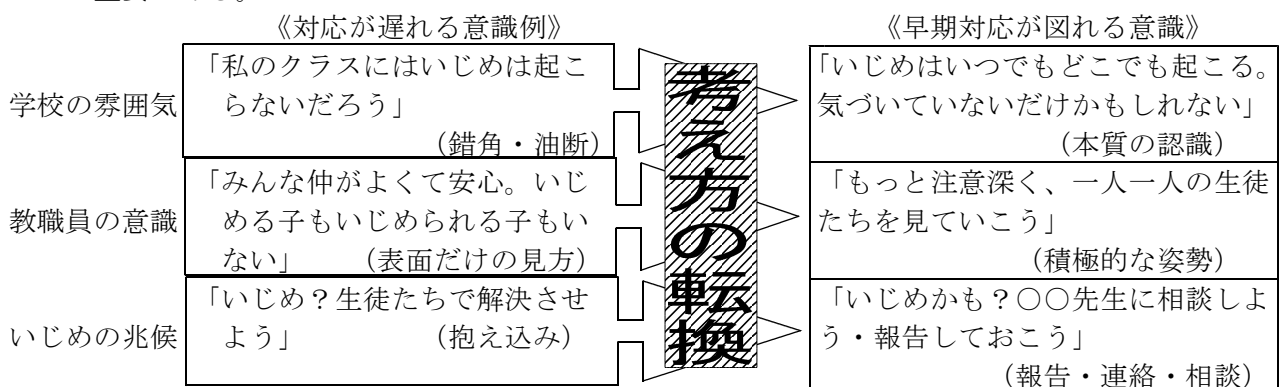 《対応が遅れる意識例》
《早期対応が図れる意識》
学校の雰囲気
「私のクラスにはいじめは起こ
らないだろう」
(錯角・油断)
「いじめはいつでもどこでも起こる。
気づいていないだけかもしれない」
(本質の認識)
教職員の意識
「みんな仲がよくて安心。いじ
める子もいじめられる子もい
ない」 (表面だけの見方)
「もっと注意深く、一人一人の生徒
たちを見ていこう」
(積極的な姿勢)
いじめの兆候
「いじめ?生徒たちで解決させ
よう」 (抱え込み)
「いじめかも?○○先生に相談しよ
う・報告しておこう」
(報告・連絡・相談)
考え方の転換